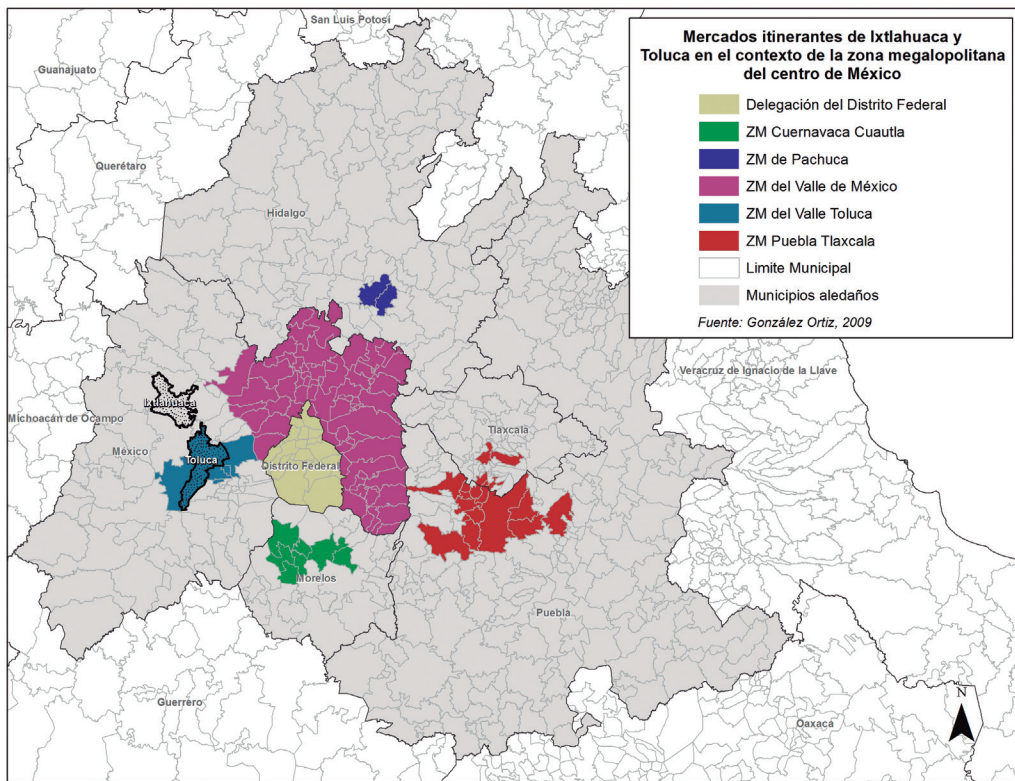 San Luis Potosí
Guanajuato
Querétaro
Hidalgo
Michoacán de Ocampo
Ixtlahuaca
México
Toluca
Distrito Federal
Tlaxcala
Veracruz de Ignacio de la Llave
Morelos
Puebla
Guerrero
Oaxaca
N
Mercados itinerantes de Ixtlahuaca y
Toluca en el contexto de la zona megalopolitana
del centro de México
Delegación del Distrito Federal
ZM Cuernavaca Cuautla
ZM de Pachuca
ZM del Valle de México
ZM del Valle Toluca
ZM Puebla Tlaxcala
Limite Municipal
Municipios aledaños
Fuente: González Ortiz, 2009